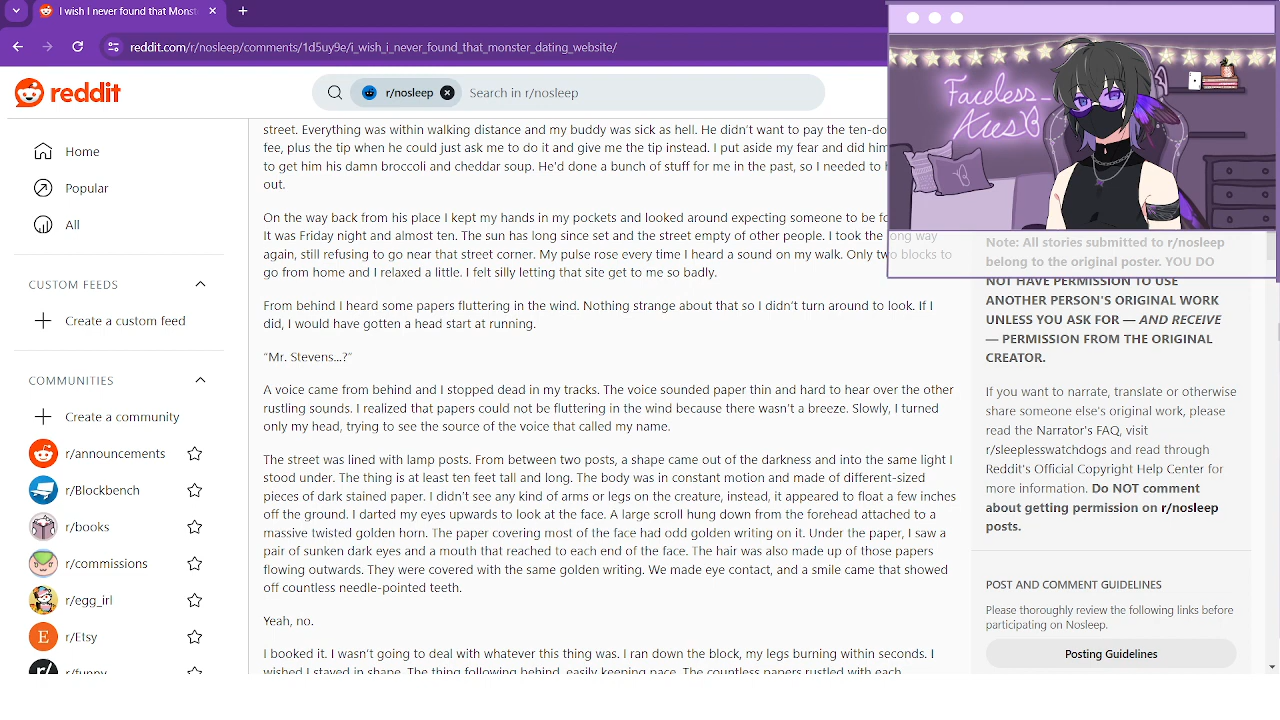 I wish I never found that Monst
reddit.com/r/nosleep/comments/1d5uy9e/i_wish_i_never_found_that_monster_dating_website/
reddit
r/nosleep
Search in r/nosleep
Home
Popular
All
CUSTOM FEEDS
Create a custom feed
COMMUNITIES
Create a community
r/announcements
r/Blockbench
r/books
r/commissions
r/egg_irl
E
r/Etsy
r/funny
street. Everything was within walking distance and my buddy was sick as hell. He didn't want to pay the ten-do
fee, plus the tip when he could just ask me to do it and give me the tip instead. I put aside my fear and did him
to get him his damn broccoli and cheddar soup. He'd done a bunch of stuff for me in the past, so I needed to h
out.
On the way back from his place I kept my hands in my pockets and looked around expecting someone to be fo
It was Friday night and almost ten. The sun has long since set and the street empty of other people. I took the long way
again, still refusing to go near that street corner. My pulse rose every time I heard a sound on my walk. Only two blocks to
go from home and I relaxed a little. I felt silly letting that site get to me so badly.
From behind I heard some papers fluttering in the wind. Nothing strange about that so I didn't turn around to look. If I
did, I would have gotten a head start at running.
“Mr. Stevens...?”
A voice came from behind and I stopped dead in my tracks. The voice sounded paper thin and hard to hear over the other
rustling sounds. I realized that papers could not be fluttering in the wind because there wasn't a breeze. Slowly, I turned
only my head, trying to see the source of the voice that called my name.
The street was lined with lamp posts. From between two posts, a shape came out of the darkness and into the same light I
stood under. The thing is at least ten feet tall and long. The body was in constant motion and made of different-sized
pieces of dark stained paper. I didn't see any kind of arms or legs on the creature, instead, it appeared to float a few inches
off the ground. I darted my eyes upwards to look at the face. A large scroll hung down from the forehead attached to a
massive twisted golden horn. The paper covering most of the face had odd golden writing on it. Under the paper, I saw a
pair of sunken dark eyes and a mouth that reached to each end of the face. The hair was also made up of those papers
flowing outwards. They were covered with the same golden writing. We made eye contact, and a smile came that showed
off countless needle-pointed teeth.
Yeah, no.
I booked it. I wasn't going to deal with whatever this thing was. I ran down the block, my legs burning within seconds. I
wished I stayed in shape. The thing following behind, easily keeping pace. The countless papers rustled with each
Faceless_
Note: All stories submitted to r/nosleep
belong to the original poster. YOU DO
NOT HAVE PERMISSION TO USE
ANOTHER PERSON'S ORIGINAL WORK
UNLESS YOU ASK FOR — AND RECEIVE
— PERMISSION FROM THE ORIGINAL
CREATOR.
If you want to narrate, translate or otherwise
share someone else's original work, please
read the Narrator's FAQ, visit
r/sleeplesswatchdogs and read through
Reddit's Official Copyright Help Center for
more information. Do NOT comment
about getting permission on r/nosleep
posts.
POST AND COMMENT GUIDELINES
Please thoroughly review the following links before
participating on Nosleep.
Posting Guidelines